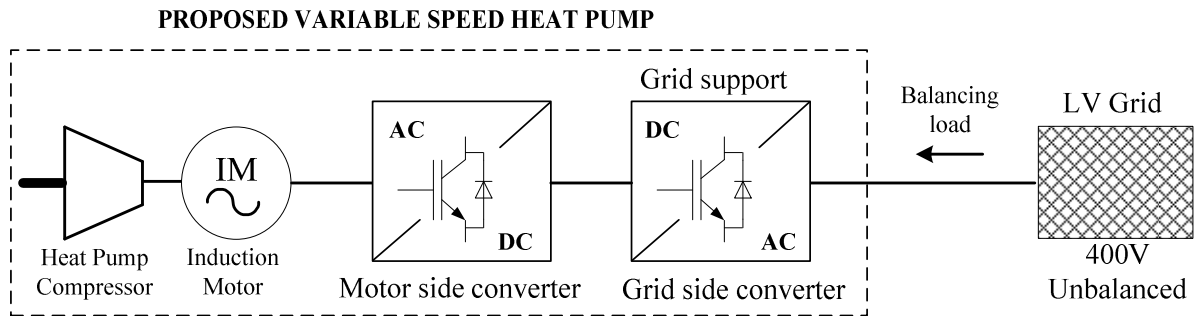 PROPOSED VARIABLE SPEED HEAT PUMP
Grid support
Balancing
load
LV Grid
AC
DC
DC
AC
IM
Heat Pump
Compressor
Induction
Motor
Motor side converter
Grid side converter
400V
Unbalanced